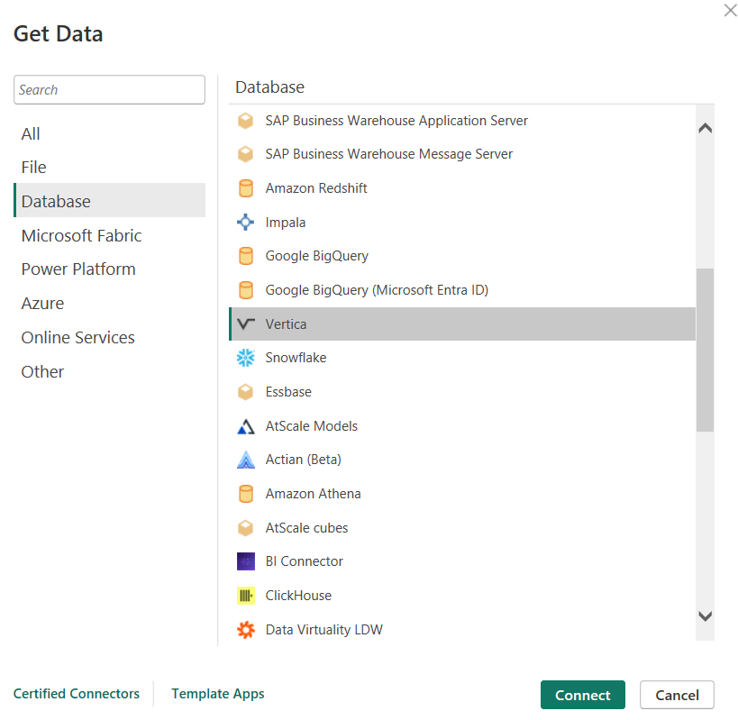 Get Data
Search
All
File
Database
Microsoft Fabric
Power Platform
Azure
Online Services
Other
Database
SAP Business Warehouse Application Server
SAP Business Warehouse Message Server
Amazon Redshift
Impala
Google BigQuery
Google BigQuery (Microsoft Entra ID)
Vertica
Snowflake
Essbase
AtScale Models
Actian (Beta)
Amazon Athena
AtScale cubes
BI Connector
ClickHouse
Data Virtuality LDW
Certified Connectors
Template Apps
Connect
Cancel